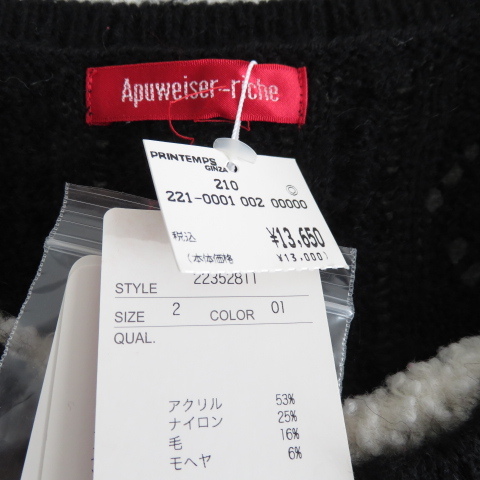 Apuweiser-riche
PRINTEMPS
GINZA
210
221-0001 002 00000
税込 ¥13,650
(本体価格 ¥13,000)
STYLE 22352811
SIZE 2 COLOR 01
QUAL.
アクリル 53%
ナイロン 25%
毛 16%
モヘヤ 6%